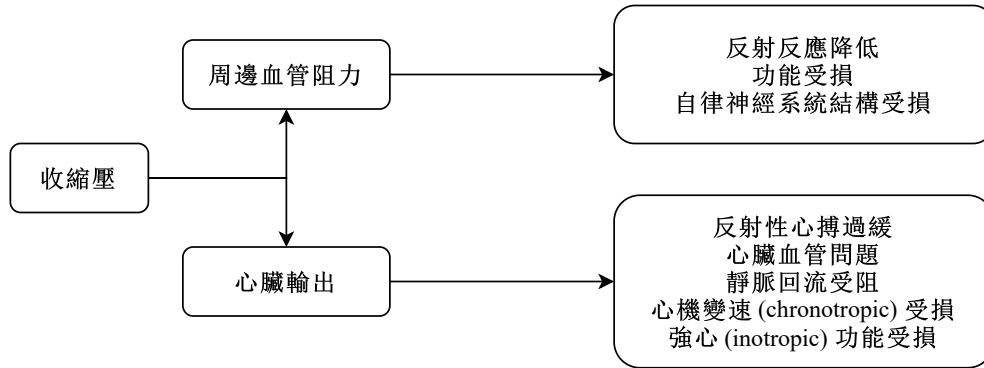 收縮壓
周邊血管阻力
反射反應降低
功能受損
自律神經系統結構受損
心臟輸出
反射性心搏過緩
心臟血管問題
靜脈回流受阻
心機變速 (chronotropic) 受損
強心 (inotropic) 功能受損